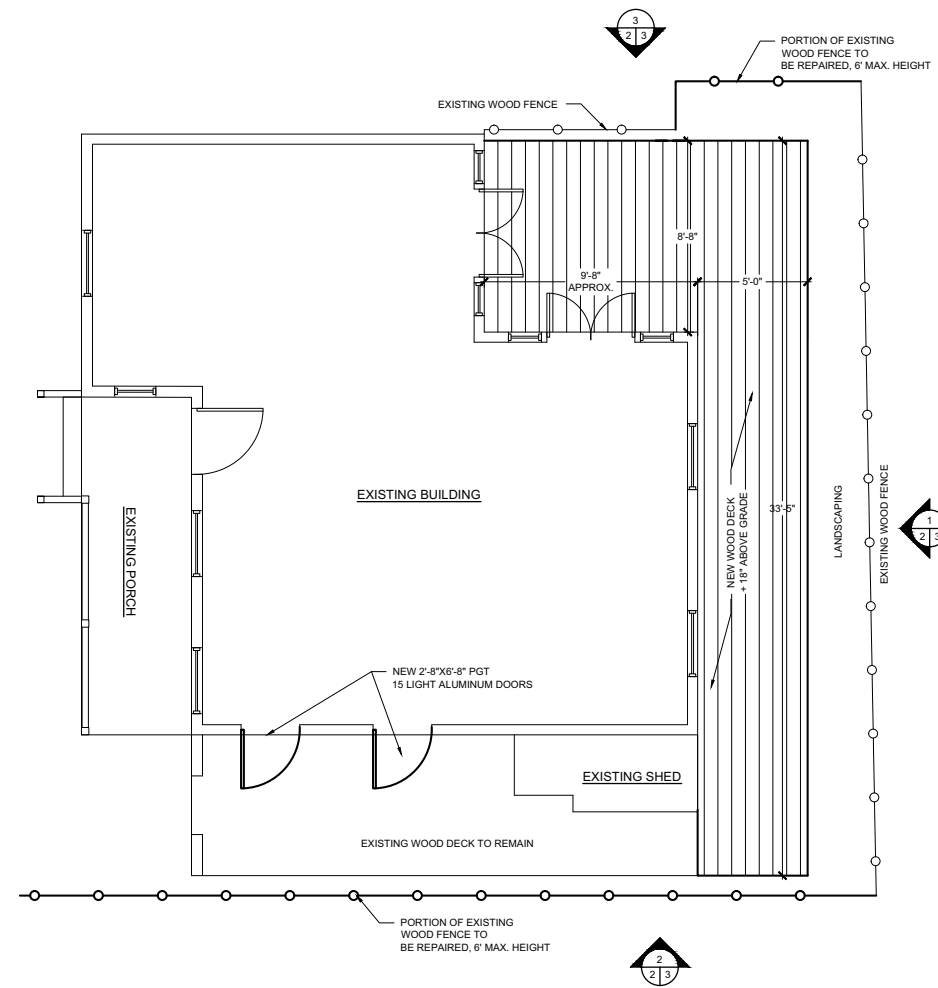 3
2 3
PORTION OF EXISTING
WOOD FENCE TO
BE REPAIRED, 6' MAX. HEIGHT
EXISTING WOOD FENCE
8'-8"
9'-8"
APPROX.
5'-0"
EXISTING BUILDING
EXISTING PORCH
NEW WOOD DECK
+ 18" ABOVE GRADE
33'-5"
LANDSCAPING
EXISTING WOOD FENCE
1
2 3
NEW 2'-8"X6'-8" PGT
15 LIGHT ALUMINUM DOORS
EXISTING SHED
EXISTING WOOD DECK TO REMAIN
PORTION OF EXISTING
WOOD FENCE TO
BE REPAIRED, 6' MAX. HEIGHT
2
2 3